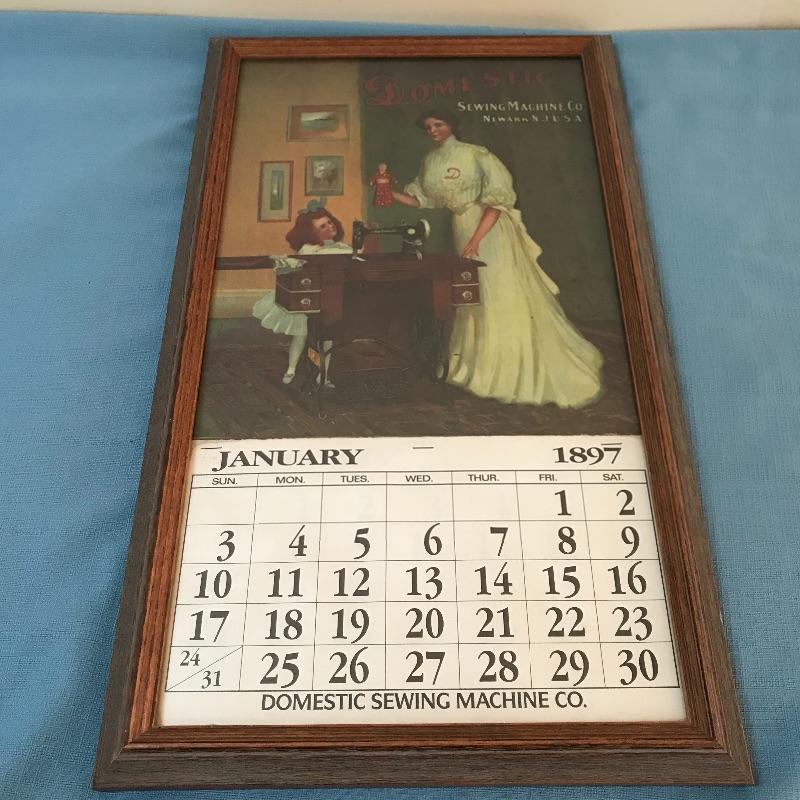 DOMESTIC
SEWING MACHINE CO
NEWARK N J U S A
D
JANUARY 1897
SUN. MON. TUES. WED. THUR. FRI. SAT.
1 2
3 4 5 6 7 8 9
10 11 12 13 14 15 16
17 18 19 20 21 22 23
24/31 25 26 27 28 29 30
DOMESTIC SEWING MACHINE CO.